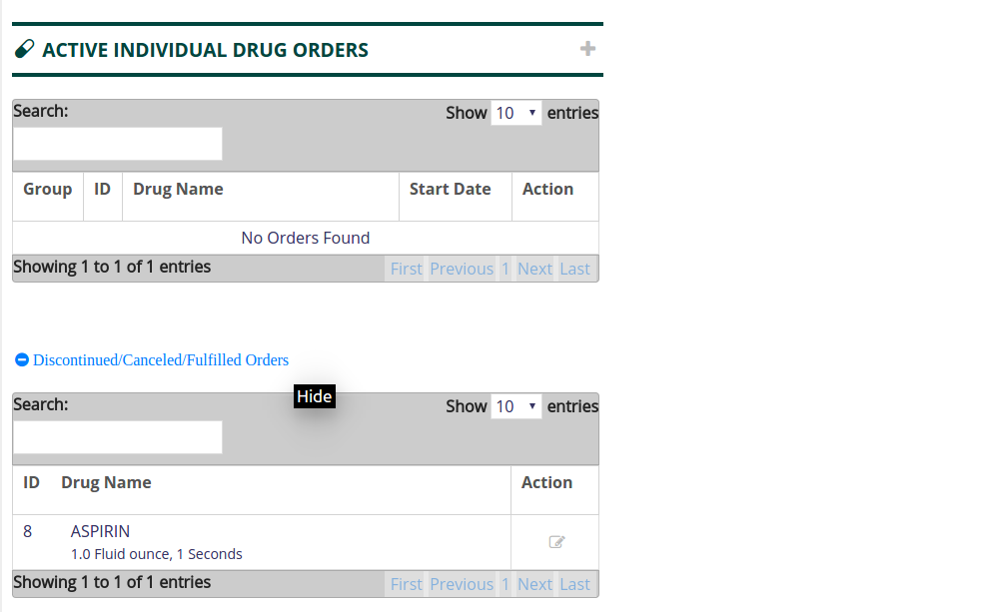 ACTIVE INDIVIDUAL DRUG ORDERS
Search:
Show 10 entries
Group ID Drug Name Start Date Action
No Orders Found
Showing 1 to 1 of 1 entries
First Previous 1 Next Last
Discontinued/Canceled/Fulfilled Orders
Hide
Search:
Show 10 entries
ID Drug Name Action
8 ASPIRIN
1.0 Fluid ounce, 1 Seconds
Showing 1 to 1 of 1 entries
First Previous 1 Next Last